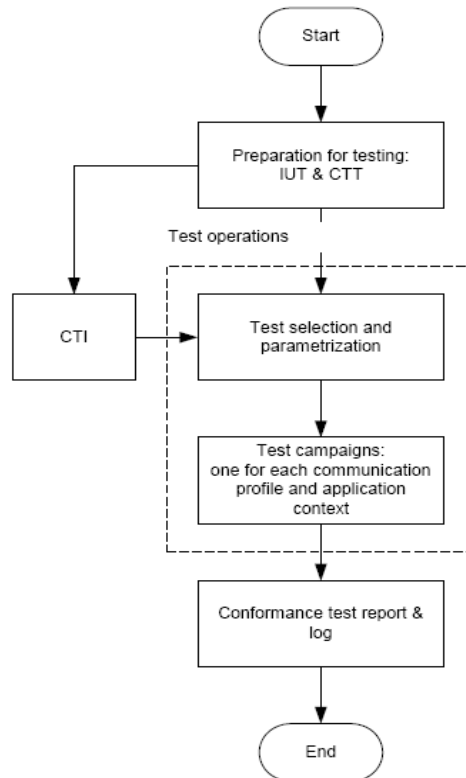 Start
Preparation for testing:
IUT & CTT
Test operations
CTI
Test selection and
parametrization
Test campaigns:
one for each communication
profile and application
context
Conformance test report &
log
End